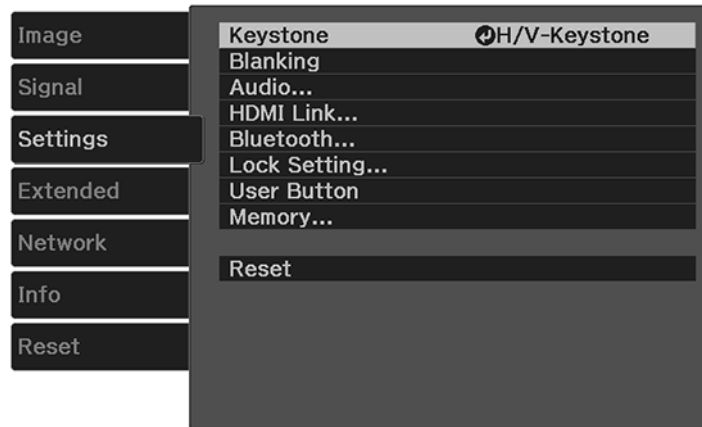 Image
Signal
Settings
Extended
Network
Info
Reset
Keystone H/V-Keystone
Blanking
Audio...
HDMI Link...
Bluetooth...
Lock Setting...
User Button
Memory...
Reset